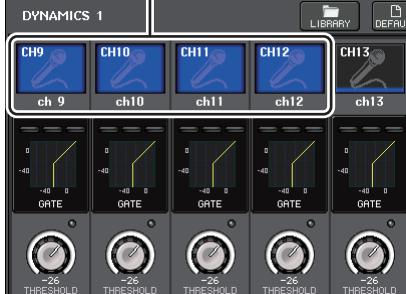 DYNAMICS 1
LIBRARY
DEFAU
CH9 CH10 CH11 CH12 CH13
ch 9 ch10 ch11 ch12 ch13
0 0 0 0 0
-40 -40 -40 -40 -40
-40 0 -40 0 -40 0 -40 0 -40 0
GATE GATE GATE GATE GATE
-26 -26 -26 -26 -26
THRESHOLD THRESHOLD THRESHOLD THRESHOLD THRESHOLD